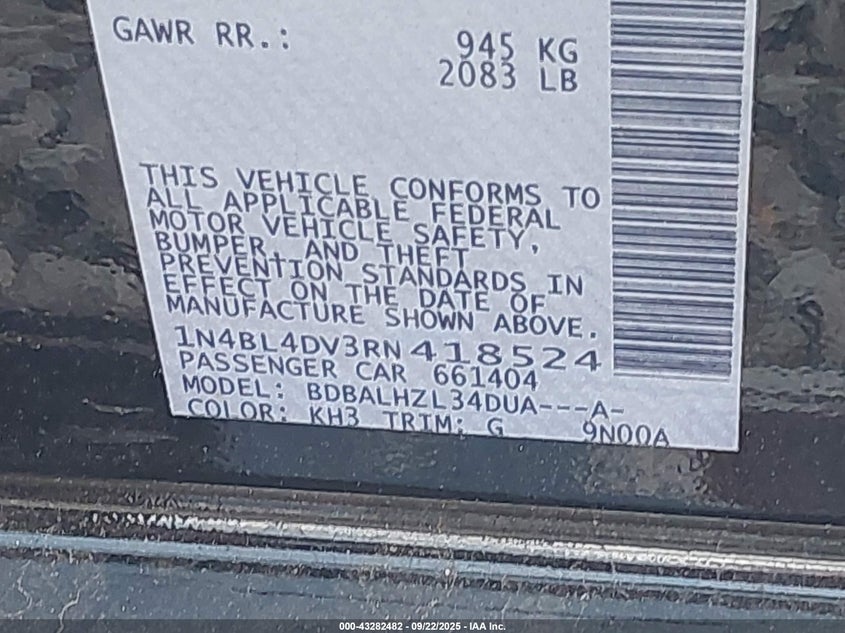 GAWR RR.: 945 KG
2083 LB
THIS VEHICLE CONFORMS TO
ALL APPLICABLE FEDERAL
MOTOR VEHICLE SAFETY,
BUMPER, AND THEFT
PREVENTION STANDARDS IN
EFFECT ON THE DATE OF
MANUFACTURE SHOWN ABOVE.
1N4BL4DV3RN418524
PASSENGER CAR 661404
MODEL: BDBALHZL34DUA---A-
COLOR: KH3 TRIM: G 9N00A
000-43282482 - 09/22/2025 - IAA Inc.